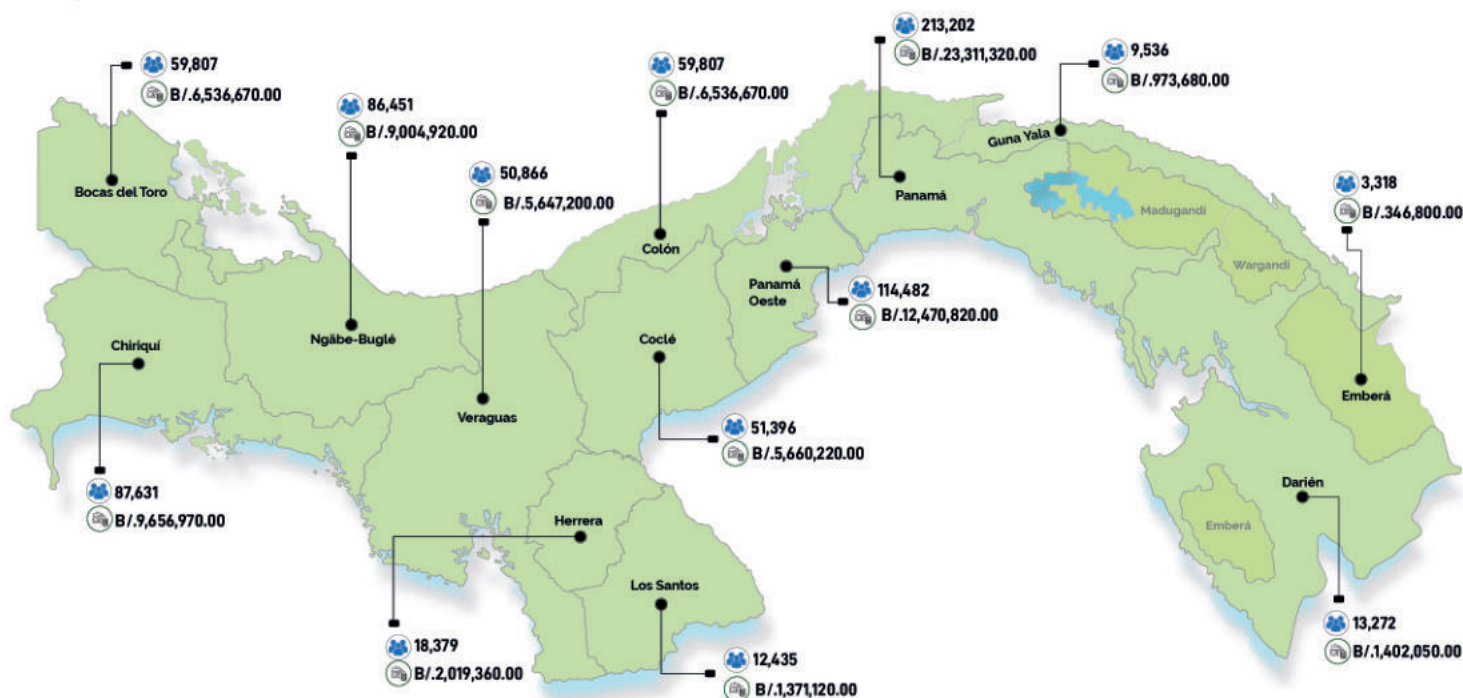 213,202
B/.23,311,320.00
59,807
B/.6,536,670.00
59,807
B/.6,536,670.00
9,536
B/.973,680.00
86,451
B/.9,004,920.00
Guna Yala
50,866
B/.5,647,200.00
Bocas del Toro
Panamá
3,318
B/.346,800.00
Madugandí
Colón
Wargandí
Panamá
Oeste
114,482
B/.12,470,820.00
Ngäbe-Buglé
Chiriquí
Coclé
Veraguas
Emberá
51,396
B/.5,660,220.00
87,631
B/.9,656,970.00
Herrera
Darién
Emberá
Los Santos
18,379
B/.2,019,360.00
12,435
B/.1,371,120.00
13,272
B/.1,402,050.00